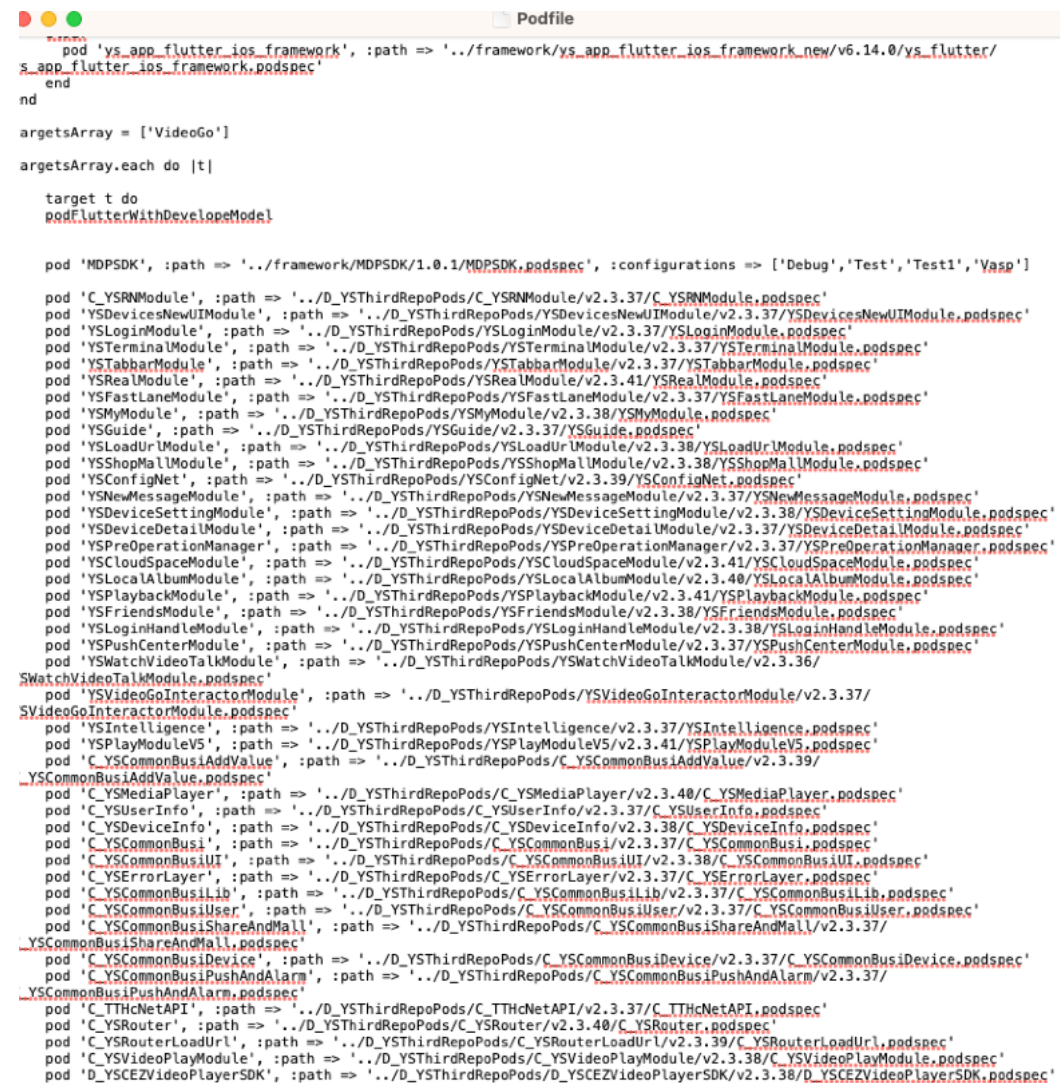 Podfile
pod 'ys_app_flutter_ios_framework', :path => '../framework/ys_app_flutter_ios_framework_new/v6.14.0/ys_flutter/
s_app_flutter_ios_framework.podspec'
end
nd
argetsArray = ['VideoGo']
argetsArray.each do |t|
target t do
podFlutterWithDevelopeModel
pod 'MDPSDK', :path => '../framework/MDPSDK/1.0.1/MDPSDK.podspec', :configurations => ['Debug','Test','Test1','Vasp']
pod 'C_YSRNModule', :path => '../D_YSThirdRepoPods/C_YSRNModule/v2.3.37/C_YSRNModule.podspec'
pod 'YSDevicesNewUIModule', :path => '../D_YSThirdRepoPods/YSDevicesNewUIModule/v2.3.37/YSDevicesNewUIModule.podspec'
pod 'YSLoginModule', :path => '../D_YSThirdRepoPods/YSLoginModule/v2.3.37/YSLoginModule.podspec'
pod 'YSTerminalModule', :path => '../D_YSThirdRepoPods/YSTerminalModule/v2.3.37/YSTerminalModule.podspec'
pod 'YSTabbarModule', :path => '../D_YSThirdRepoPods/YSTabbarModule/v2.3.37/YSTabbarModule.podspec'
pod 'YSRealModule', :path => '../D_YSThirdRepoPods/YSRealModule/v2.3.41/YSRealModule.podspec'
pod 'YSFastLaneModule', :path => '../D_YSThirdRepoPods/YSFastLaneModule/v2.3.37/YSFastLaneModule.podspec'
pod 'YSMyModule', :path => '../D_YSThirdRepoPods/YSMyModule/v2.3.38/YSMyModule.podspec'
pod 'YSGuide', :path => '../D_YSThirdRepoPods/YSGuide/v2.3.37/YSGuide.podspec'
pod 'YSLoadUrlModule', :path => '../D_YSThirdRepoPods/YSLoadUrlModule/v2.3.38/YSLoadUrlModule.podspec'
pod 'YSShopMallModule', :path => '../D_YSThirdRepoPods/YSShopMallModule/v2.3.38/YSShopMallModule.podspec'
pod 'YSConfigNet', :path => '../D_YSThirdRepoPods/YSConfigNet/v2.3.39/YSConfigNet.podspec'
pod 'YSNewMessageModule', :path => '../D_YSThirdRepoPods/YSNewMessageModule/v2.3.37/YSNewMessageModule.podspec'
pod 'YSDeviceSettingModule', :path => '../D_YSThirdRepoPods/YSDeviceSettingModule/v2.3.38/YSDeviceSettingModule.podspec'
pod 'YSDeviceDetailModule', :path => '../D_YSThirdRepoPods/YSDeviceDetailModule/v2.3.37/YSDeviceDetailModule.podspec'
pod 'YSPreOperationManager', :path => '../D_YSThirdRepoPods/YSPreOperationManager/v2.3.37/YSPreOperationManager.podspec'
pod 'YSCloudSpaceModule', :path => '../D_YSThirdRepoPods/YSCloudSpaceModule/v2.3.41/YSCloudSpaceModule.podspec'
pod 'YSLocalAlbumModule', :path => '../D_YSThirdRepoPods/YSLocalAlbumModule/v2.3.40/YSLocalAlbumModule.podspec'
pod 'YSPlaybackModule', :path => '../D_YSThirdRepoPods/YSPlaybackModule/v2.3.41/YSPlaybackModule.podspec'
pod 'YSFriendsModule', :path => '../D_YSThirdRepoPods/YSFriendsModule/v2.3.38/YSFriendsModule.podspec'
pod 'YSLoginHandleModule', :path => '../D_YSThirdRepoPods/YSLoginHandleModule/v2.3.38/YSLoginHandleModule.podspec'
pod 'YSPushCenterModule', :path => '../D_YSThirdRepoPods/YSPushCenterModule/v2.3.37/YSPushCenterModule.podspec'
pod 'YSWatchVideoTalkModule', :path => '../D_YSThirdRepoPods/YSWatchVideoTalkModule/v2.3.36/
SWatchVideoTalkModule.podspec'
pod 'YSVideoGoInteractorModule', :path => '../D_YSThirdRepoPods/YSVideoGoInteractorModule/v2.3.37/
SVideoGoInteractorModule.podspec'
pod 'YSIntelligence', :path => '../D_YSThirdRepoPods/YSIntelligence/v2.3.37/YSIntelligence.podspec'
pod 'YSPlayModuleV5', :path => '../D_YSThirdRepoPods/YSPlayModuleV5/v2.3.41/YSPlayModuleV5.podspec'
pod 'C_YSCommonBusiAddValue', :path => '../D_YSThirdRepoPods/C_YSCommonBusiAddValue/v2.3.39/
_YSCommonBusiAddValue.podspec'
pod 'C_YSMediaPlayer', :path => '../D_YSThirdRepoPods/C_YSMediaPlayer/v2.3.40/C_YSMediaPlayer.podspec'
pod 'C_YSUserInfo', :path => '../D_YSThirdRepoPods/C_YSUserInfo/v2.3.37/C_YSUserInfo.podspec'
pod 'C_YSDeviceInfo', :path => '../D_YSThirdRepoPods/C_YSDeviceInfo/v2.3.38/C_YSDeviceInfo.podspec'
pod 'C_YSCommonBusi', :path => '../D_YSThirdRepoPods/C_YSCommonBusi/v2.3.37/C_YSCommonBusi.podspec'
pod 'C_YSCommonBusiUI', :path => '../D_YSThirdRepoPods/C_YSCommonBusiUI/v2.3.38/C_YSCommonBusiUI.podspec'
pod 'C_YSErrorLayer', :path => '../D_YSThirdRepoPods/C_YSErrorLayer/v2.3.37/C_YSErrorLayer.podspec'
pod 'C_YSCommonBusiLib', :path => '../D_YSThirdRepoPods/C_YSCommonBusiLib/v2.3.37/C_YSCommonBusiLib.podspec'
pod 'C_YSCommonBusiUser', :path => '../D_YSThirdRepoPods/C_YSCommonBusiUser/v2.3.37/C_YSCommonBusiUser.podspec'
pod 'C_YSCommonBusiShareAndMall', :path => '../D_YSThirdRepoPods/C_YSCommonBusiShareAndMall/v2.3.37/
_YSCommonBusiShareAndMall.podspec'
pod 'C_YSCommonBusiDevice', :path => '../D_YSThirdRepoPods/C_YSCommonBusiDevice/v2.3.37/C_YSCommonBusiDevice.podspec'
pod 'C_YSCommonBusiPushAndAlarm', :path => '../D_YSThirdRepoPods/C_YSCommonBusiPushAndAlarm/v2.3.37/
_YSCommonBusiPushAndAlarm.podspec'
pod 'C_TTHcNetAPI', :path => '../D_YSThirdRepoPods/C_TTHcNetAPI/v2.3.37/C_TTHcNetAPI.podspec'
pod 'C_YSRouter', :path => '../D_YSThirdRepoPods/C_YSRouter/v2.3.40/C_YSRouter.podspec'
pod 'C_YSRouterLoadUrl', :path => '../D_YSThirdRepoPods/C_YSRouterLoadUrl/v2.3.39/C_YSRouterLoadUrl.podspec'
pod 'C_YSVideoPlayModule', :path => '../D_YSThirdRepoPods/C_YSVideoPlayModule/v2.3.38/C_YSVideoPlayModule.podspec'
pod 'D_YSCEZVideoPlayerSDK', :path => '../D_YSThirdRepoPods/D_YSCEZVideoPlayerSDK/v2.3.38/D_YSCEZVideoPlayerSDK.podspec'